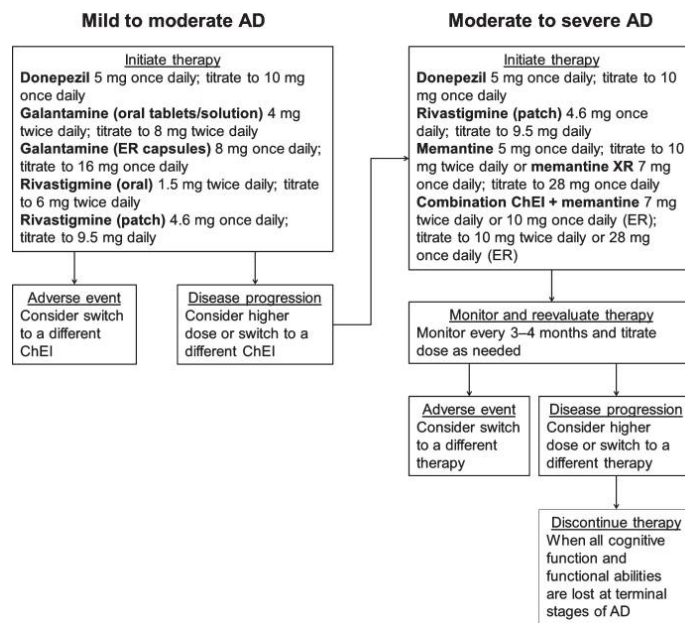 Mild to moderate AD
Initiate therapy
Donepezil 5 mg once daily; titrate to 10 mg
once daily
Galantamine (oral tablets/solution) 4 mg
twice daily; titrate to 8 mg twice daily
Galantamine (ER capsules) 8 mg once daily;
titrate to 16 mg once daily
Rivastigmine (oral) 1.5 mg twice daily; titrate
to 6 mg twice daily
Rivastigmine (patch) 4.6 mg once daily;
titrate to 9.5 mg daily
Adverse event
Consider switch
to a different
ChEI
Disease progression
Consider higher
dose or switch to a
different ChEI
Moderate to severe AD
Initiate therapy
Donepezil 5 mg once daily; titrate to 10
mg once daily
Rivastigmine (patch) 4.6 mg once
daily; titrate to 9.5 mg daily
Memantine 5 mg once daily; titrate to 10
mg twice daily or memantine XR 7 mg
once daily; titrate to 28 mg once daily
Combination ChEI + memantine 7 mg
twice daily or 10 mg once daily (ER);
titrate to 10 mg twice daily or 28 mg
once daily (ER)
Monitor and reevaluate therapy
Monitor every 3–4 months and titrate
dose as needed
Adverse event
Consider switch
to a different
therapy
Disease progression
Consider higher
dose or switch to a
different therapy
Discontinue therapy
When all cognitive
function and
functional abilities
are lost at terminal
stages of AD